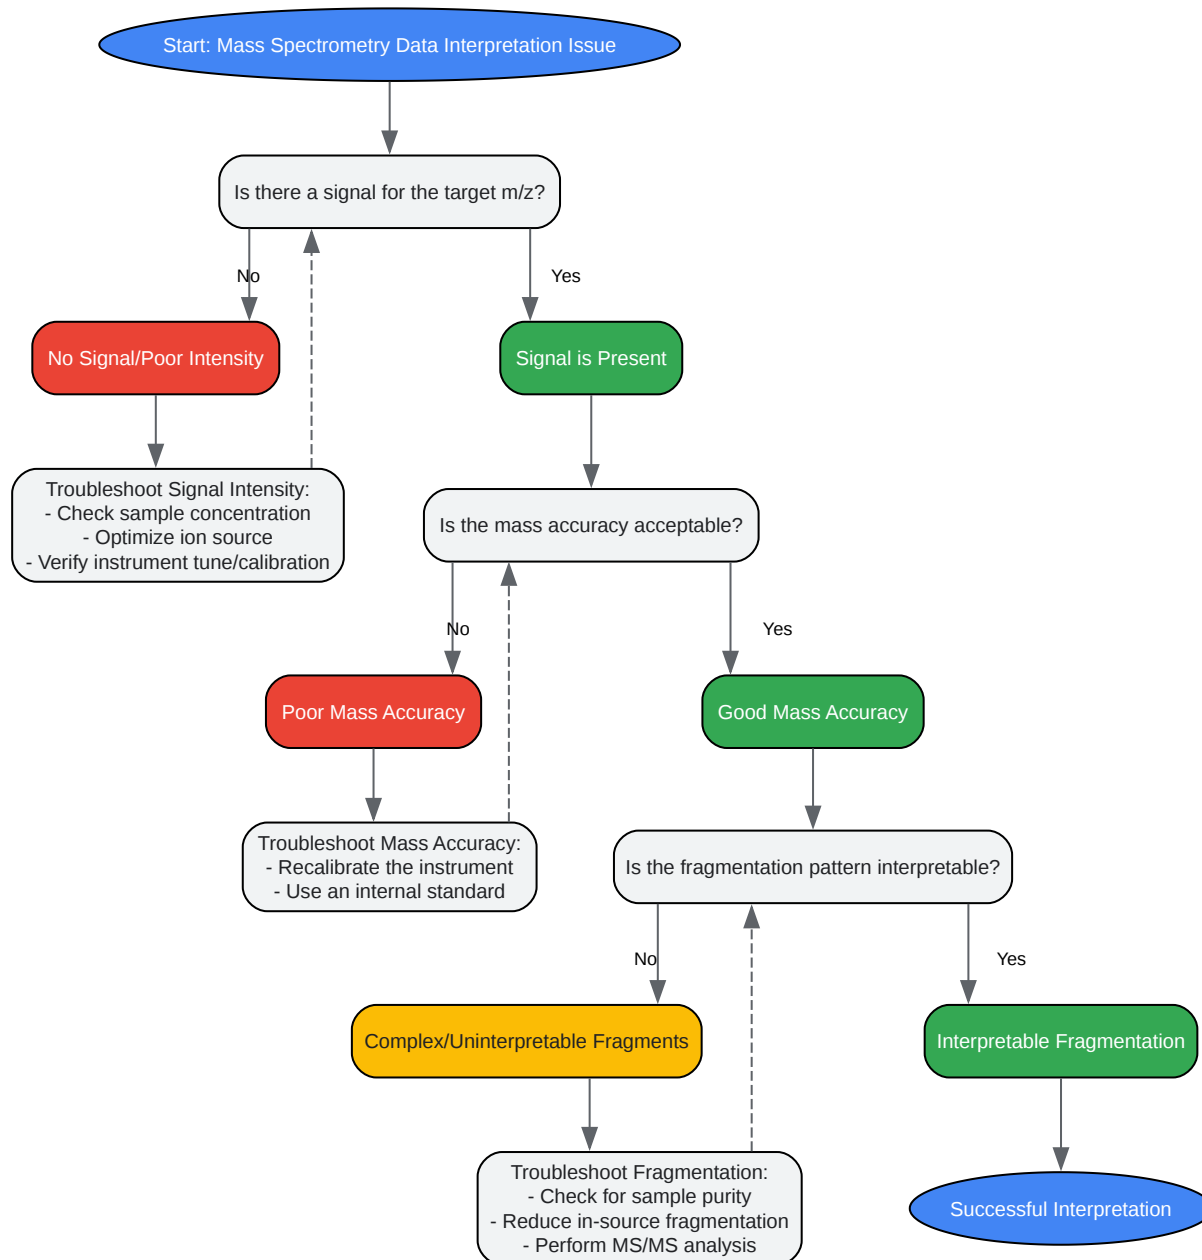 Start: Mass Spectrometry Data Interpretation Issue
Is there a signal for the target m/z?
No
Yes
No Signal/Poor Intensity
Signal is Present
Troubleshoot Signal Intensity:
- Check sample concentration
- Optimize ion source
- Verify instrument tune/calibration
Is the mass accuracy acceptable?
No
Yes
Poor Mass Accuracy
Good Mass Accuracy
Troubleshoot Mass Accuracy:
- Recalibrate the instrument
- Use an internal standard
Is the fragmentation pattern interpretable?
No
Yes
Complex/Uninterpretable Fragments
Interpretable Fragmentation
Troubleshoot Fragmentation:
- Check for sample purity
- Reduce in-source fragmentation
- Perform MS/MS analysis
Successful Interpretation